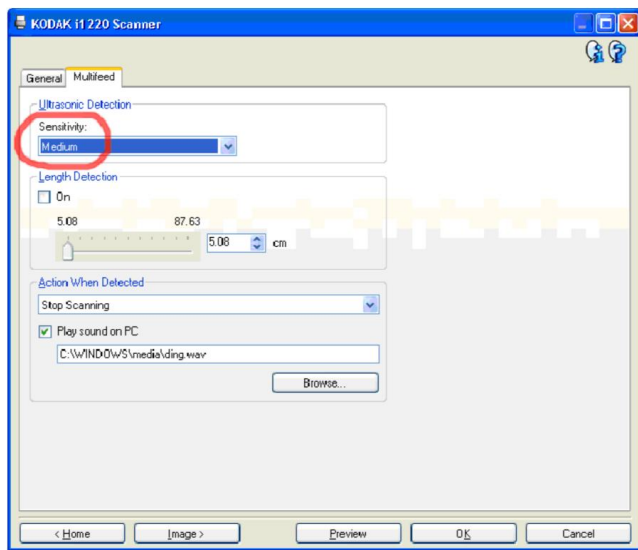 KODAK i1220 Scanner
General Multifeed
Ultrasonic Detection
Sensitivity:
Medium
Length Detection
On
5.08 87.63
5.08 cm
Action When Detected
Stop Scanning
Play sound on PC
C:\WINDOWS\media\ding.wav
Browse...
< Home Image > Preview OK Cancel